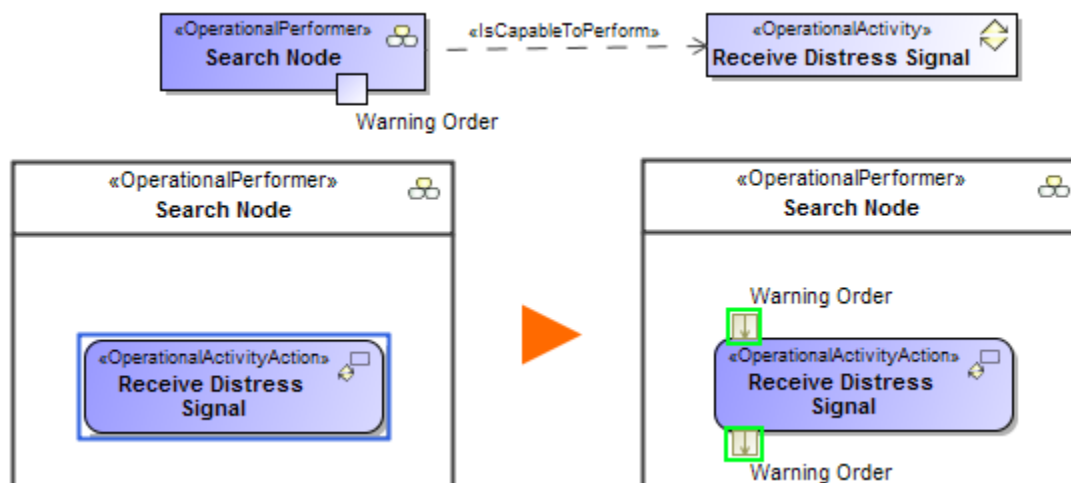 «OperationalPerformer»
Search Node
«IsCapableToPerform»
«OperationalActivity»
Receive Distress Signal
Warning Order
«OperationalPerformer»
Search Node
«OperationalActivityAction»
Receive Distress
Signal
«OperationalPerformer»
Search Node
Warning Order
«OperationalActivityAction»
Receive Distress
Signal
Warning Order